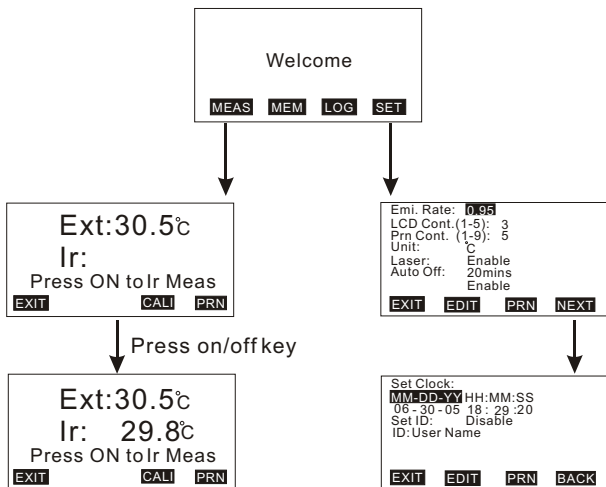 Welcome
MEAS MEM LOG SET
Ext:30.5℃
Ir:
Press ON to Ir Meas
EXIT CALI PRN
Press on/off key
Ext:30.5℃
Ir: 29.8℃
Press ON to Ir Meas
EXIT CALI PRN
Emi. Rate: 0.95
LCD Cont.(1-5): 3
Prn Cont. (1-9): 5
Unit: ℃
Laser: Enable
Auto Off: 20mins
Enable
EXIT EDIT PRN NEXT
Set Clock:
MM-DD-YY HH:MM:SS
06-30-05 18:29:20
Set ID: Disable
ID:User Name
EXIT EDIT PRN BACK